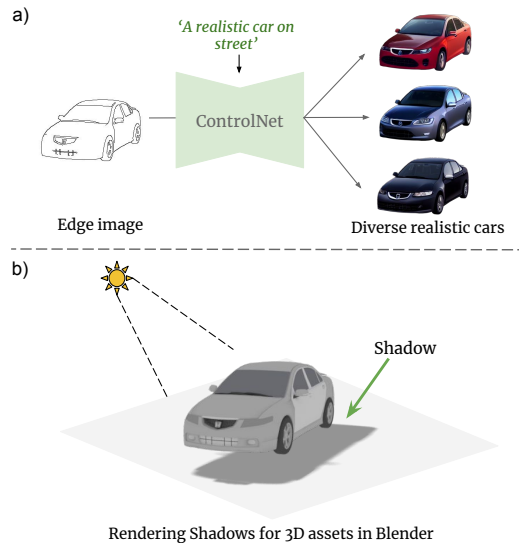 a)
'A realistic car on
street'
ControlNet
Edge image
Diverse realistic cars
b)
Shadow
Rendering Shadows for 3D assets in Blender